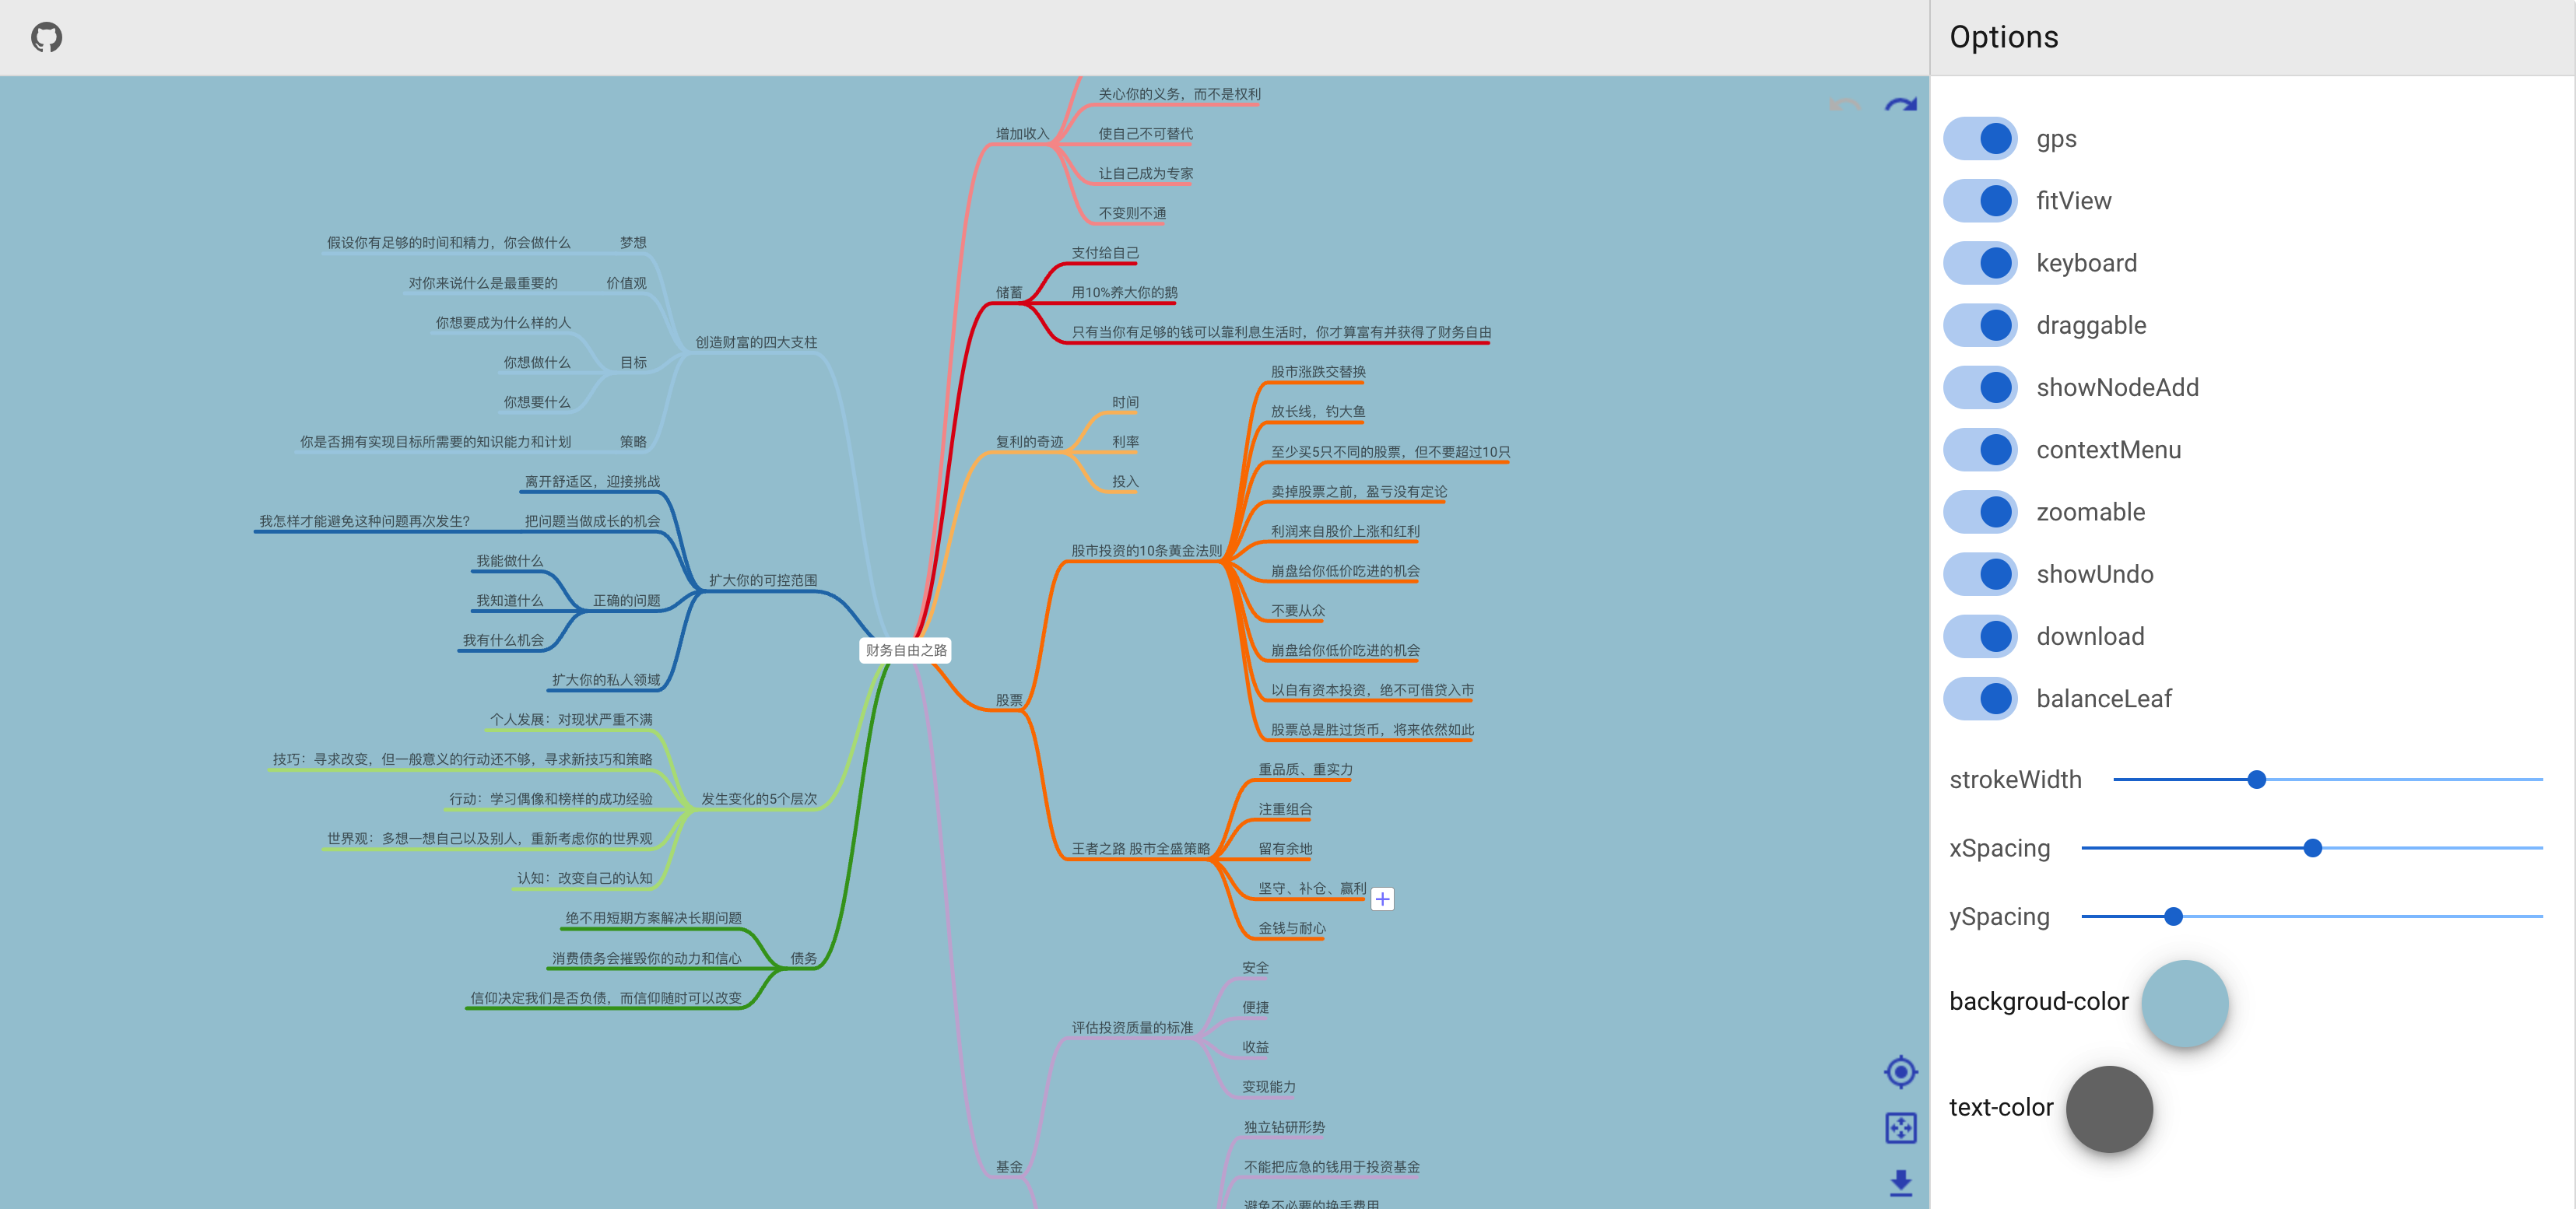 Options
关心你的义务，而不是权利
增加收入
使自己不可替代
让自己成为专家
不变则不通
假设你有足够的时间和精力，你会做什么
梦想
对你来说什么是最重要的
价值观
你想要成为什么样的人
你想做什么
目标
你想要什么
你是否拥有实现目标所需要的知识能力和计划
策略
创造财富的四大支柱
离开舒适区，迎接挑战
我怎样才能避免这种问题再次发生?
把问题当做成长的机会
我能做什么
我知道什么
正确的问题
我有什么机会
扩大你的私人领域
扩大你的可控范围
个人发展：对现状严重不满
技巧：寻求改变，但一般意义的行动还不够，寻求新技巧和策略
行动：学习偶像和榜样的成功经验
发生变化的5个层次
世界观：多想一想自己以及别人，重新考虑你的世界观
认知：改变自己的认知
绝不用短期方案解决长期问题
消费债务会摧毁你的动力和信心
债务
信仰决定我们是否负债，而信仰随时可以改变
财务自由之路
支付给自己
储蓄
用10%养大你的鹅
只有当你有足够的钱可以靠利息生活时，你才算富有并获得了财务自由
时间
复利的奇迹
利率
投入
股市涨跌交替换
放长线，钓大鱼
至少买5只不同的股票，但不要超过10只
卖掉股票之前，盈亏没有定论
利润来自股价上涨和红利
股市投资的10条黄金法则
崩盘给你低价吃进的机会
不要从众
崩盘给你低价吃进的机会
以自有资本投资，绝不可借贷入市
股票总是胜过货币，将来依然如此
股票
重品质、重实力
注重组合
王者之路 股市全盛策略
留有余地
坚守、补仓、赢利
金钱与耐心
安全
便捷
评估投资质量的标准
收益
变现能力
独立钻研形势
基金
不能把应急的钱用于投资基金
避免不必要的换手费用
gps
fitView
keyboard
draggable
showNodeAdd
contextMenu
zoomable
showUndo
download
balanceLeaf
strokeWidth
xSpacing
ySpacing
backgroud-color
text-color